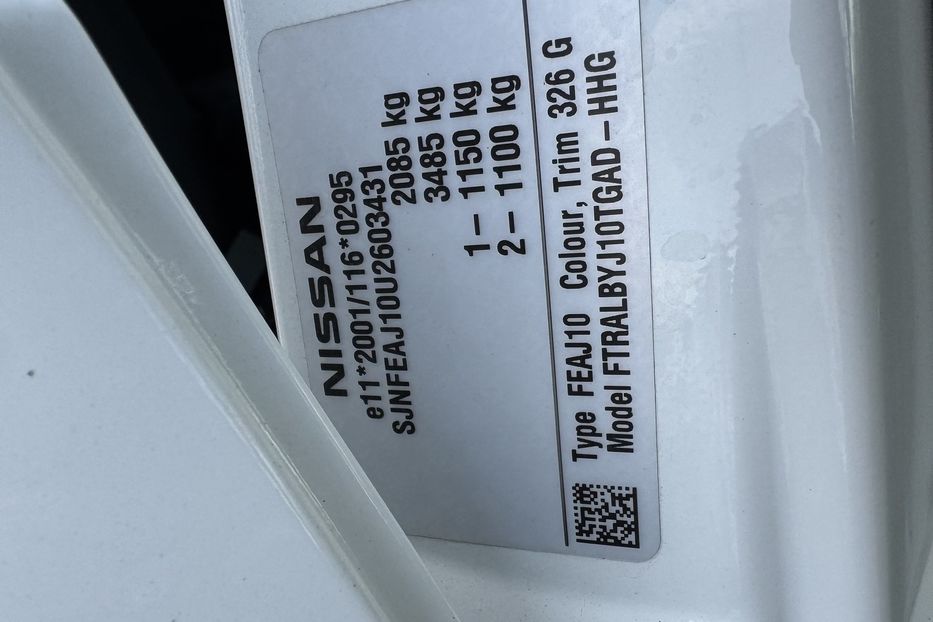 NISSAN
e11*2001/116*0295
SJNFEAJ10U2603431
2085 kg
3485 kg
1 – 1150 kg
2 – 1100 kg
Type FEAJ10 Colour, Trim 326 G
Model FTRALBYJ10TGAD – HHG